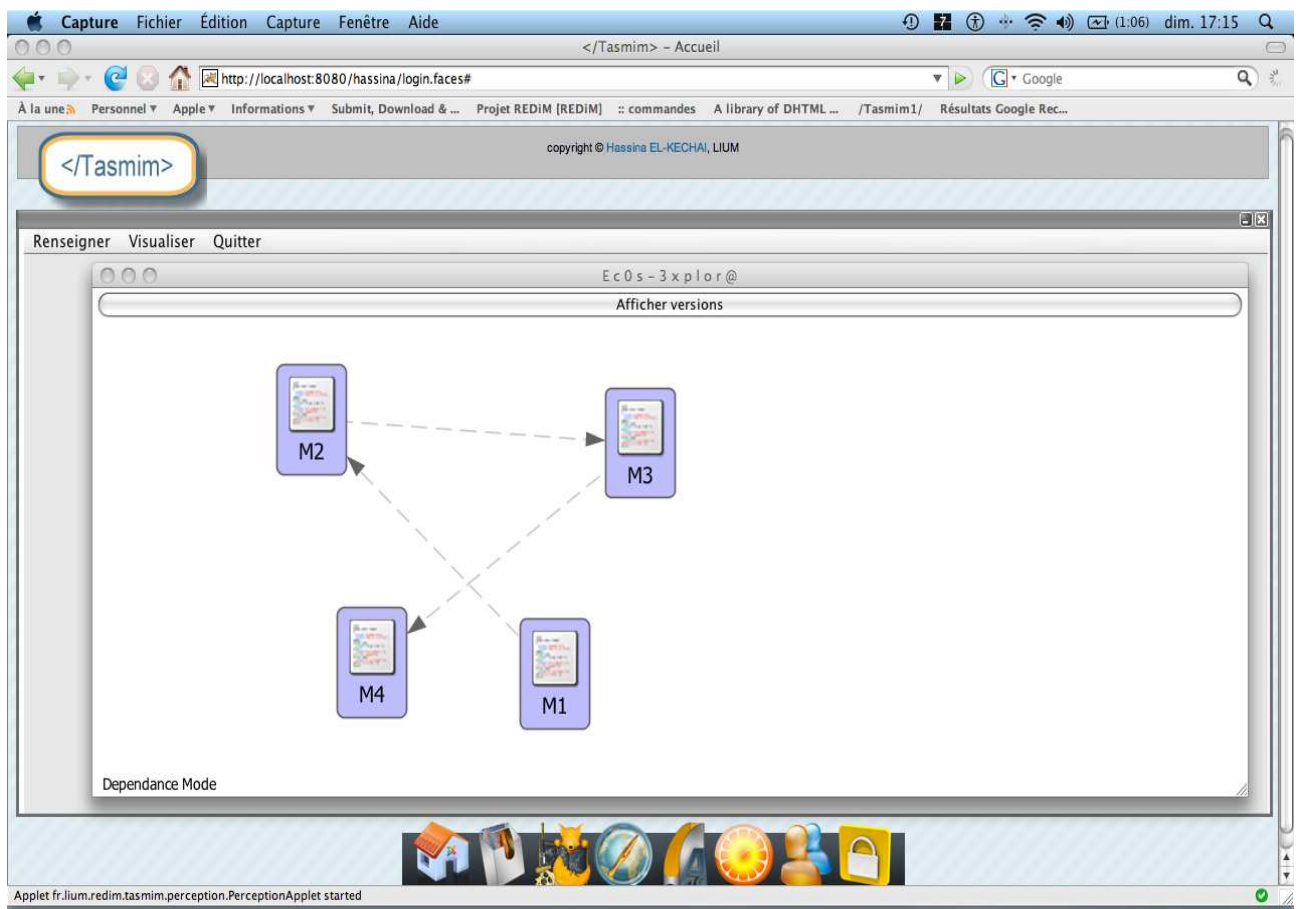 Capture Fichier Édition Capture Fenêtre Aide (1:06) dim. 17:15
</Tasmim> – Accueil
http://localhost:8080/hassina/login.faces# Google
À la une Personnel Apple Informations Submit, Download & ... Projet REDiM [REDiM] :: commandes A library of DHTML ... /Tasmim1/ Résultats Google Rec...
copyright © Hassina EL-KECHAI, LIUM
</Tasmim>
Renseigner Visualiser Quitter
Ec0s-3xplor@
Afficher versions
M2
M3
M4
M1
Dependance Mode
Applet fr.lium.redim.tasmim.perception.PerceptionApplet started